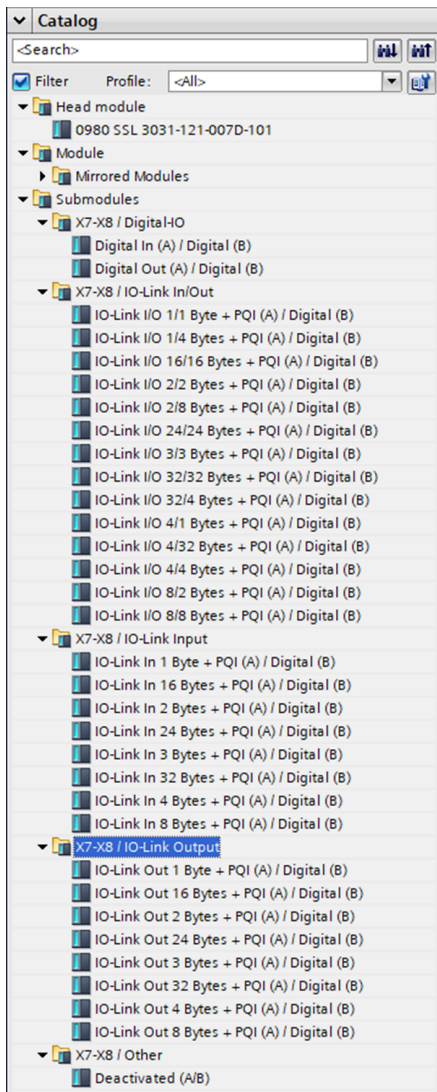 Catalog
<Search>
Filter Profile: <All>
Head module
0980 SSL 3031-121-007D-101
Module
Mirrored Modules
Submodules
X7-X8 / Digital-IO
Digital In (A) / Digital (B)
Digital Out (A) / Digital (B)
X7-X8 / IO-Link In/Out
IO-Link I/O 1/1 Byte + PQI (A) / Digital (B)
IO-Link I/O 1/4 Bytes + PQI (A) / Digital (B)
IO-Link I/O 16/16 Bytes + PQI (A) / Digital (B)
IO-Link I/O 2/2 Bytes + PQI (A) / Digital (B)
IO-Link I/O 2/8 Bytes + PQI (A) / Digital (B)
IO-Link I/O 24/24 Bytes + PQI (A) / Digital (B)
IO-Link I/O 3/3 Bytes + PQI (A) / Digital (B)
IO-Link I/O 32/32 Bytes + PQI (A) / Digital (B)
IO-Link I/O 32/4 Bytes + PQI (A) / Digital (B)
IO-Link I/O 4/1 Bytes + PQI (A) / Digital (B)
IO-Link I/O 4/32 Bytes + PQI (A) / Digital (B)
IO-Link I/O 4/4 Bytes + PQI (A) / Digital (B)
IO-Link I/O 8/2 Bytes + PQI (A) / Digital (B)
IO-Link I/O 8/8 Bytes + PQI (A) / Digital (B)
X7-X8 / IO-Link Input
IO-Link In 1 Byte + PQI (A) / Digital (B)
IO-Link In 16 Bytes + PQI (A) / Digital (B)
IO-Link In 2 Bytes + PQI (A) / Digital (B)
IO-Link In 24 Bytes + PQI (A) / Digital (B)
IO-Link In 3 Bytes + PQI (A) / Digital (B)
IO-Link In 32 Bytes + PQI (A) / Digital (B)
IO-Link In 4 Bytes + PQI (A) / Digital (B)
IO-Link In 8 Bytes + PQI (A) / Digital (B)
X7-X8 / IO-Link Output
IO-Link Out 1 Byte + PQI (A) / Digital (B)
IO-Link Out 16 Bytes + PQI (A) / Digital (B)
IO-Link Out 2 Bytes + PQI (A) / Digital (B)
IO-Link Out 24 Bytes + PQI (A) / Digital (B)
IO-Link Out 3 Bytes + PQI (A) / Digital (B)
IO-Link Out 32 Bytes + PQI (A) / Digital (B)
IO-Link Out 4 Bytes + PQI (A) / Digital (B)
IO-Link Out 8 Bytes + PQI (A) / Digital (B)
X7-X8 / Other
Deactivated (A/B)